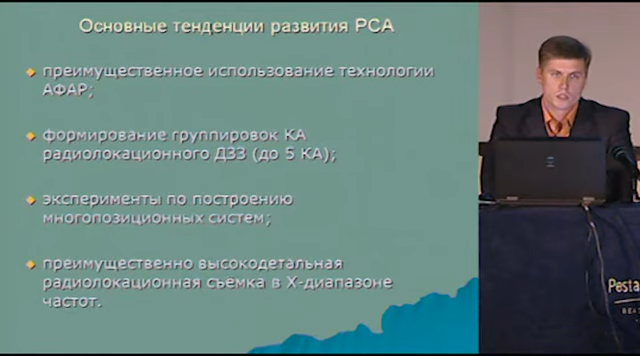 Основные тенденции развития РСА
преимущественное использование технологии
АФАР;
формирование группировок КА
радиолокационного ДЗЗ (до 5 КА);
эксперименты по построению
многопозиционных систем;
преимущественно высокодетальная
радиолокационная съемка в X-диапазоне
частот.
Pesta